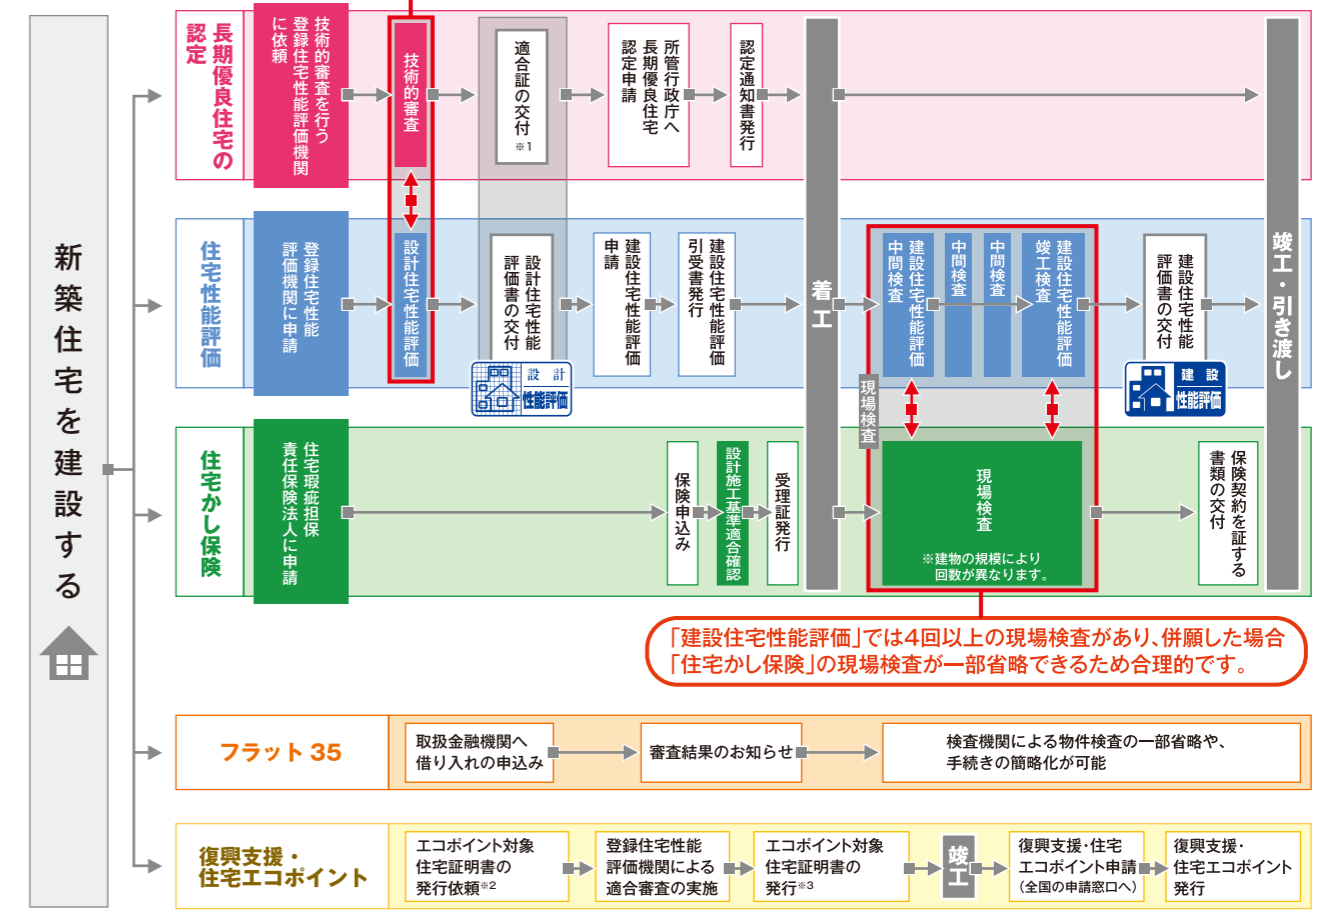 新築住宅を建設する
長期優良住宅の
認定
技術的審査を行う
登録住宅性能評価機関
に依頼
技術的審査
適合証の交付
※1
所管行政庁へ
長期優良住宅
認定申請
認定通知書発行
住宅性能評価
登録住宅性能
評価機関に申請
設計住宅性能評価
設計住宅性能
評価書の交付
設計
性能評価
建設住宅性能評価
申請
建設住宅性能評価
引受書発行
着工
建設住宅性能評価
中間検査
中間検査
中間検査
建設住宅性能評価
竣工検査
建設住宅性能
評価書の交付
建設
性能評価
竣工・引き渡し
現場検査
住宅かし保険
住宅瑕疵担保
責任保険法人に申請
保険申込み
設計施工基準適合確認
受理証発行
現場検査
※建物の規模により
回数が異なります。
保険契約を証する
書類の交付
「建設住宅性能評価」では4回以上の現場検査があり、併願した場合
「住宅かし保険」の現場検査が一部省略できるため合理的です。
フラット 35
取扱金融機関へ
借り入れの申込み
審査結果のお知らせ
検査機関による物件検査の一部省略や、
手続きの簡略化が可能
復興支援・
住宅エコポイント
エコポイント対象
住宅証明書の
発行依頼※2
登録住宅性能
評価機関による
適合審査の実施
エコポイント対象
住宅証明書の
発行※3
竣工
復興支援・住宅
エコポイント申請
（全国の申請窓口へ）
復興支援・
住宅エコポイント
発行